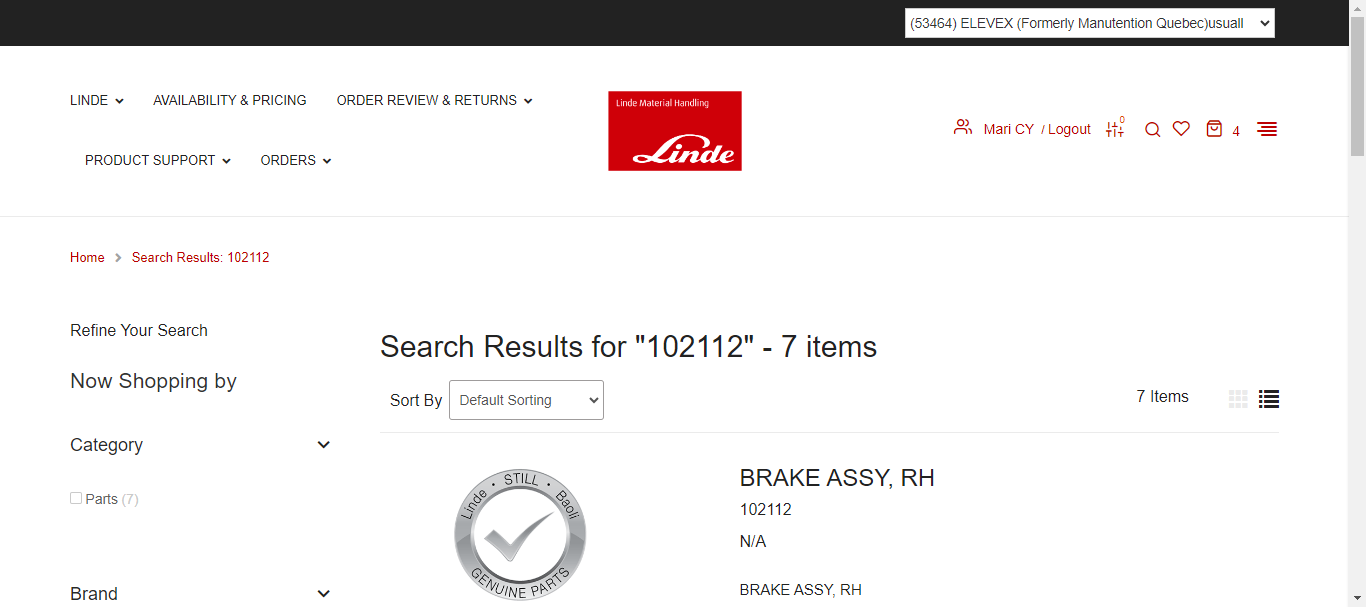 (53464) ELEVEX (Formerly Manutention Quebec)usuall
LINDE
AVAILABILITY & PRICING
ORDER REVIEW & RETURNS
PRODUCT SUPPORT
ORDERS
Linde Material Handling
Linde
Mari CY / Logout
0
4
Home
Search Results: 102112
Refine Your Search
Now Shopping by
Category
Parts (7)
Brand
Search Results for "102112" - 7 items
Sort By
Default Sorting
7 Items
Linde • STILL • Baoli
GENUINE PARTS
BRAKE ASSY, RH
102112
N/A
BRAKE ASSY, RH